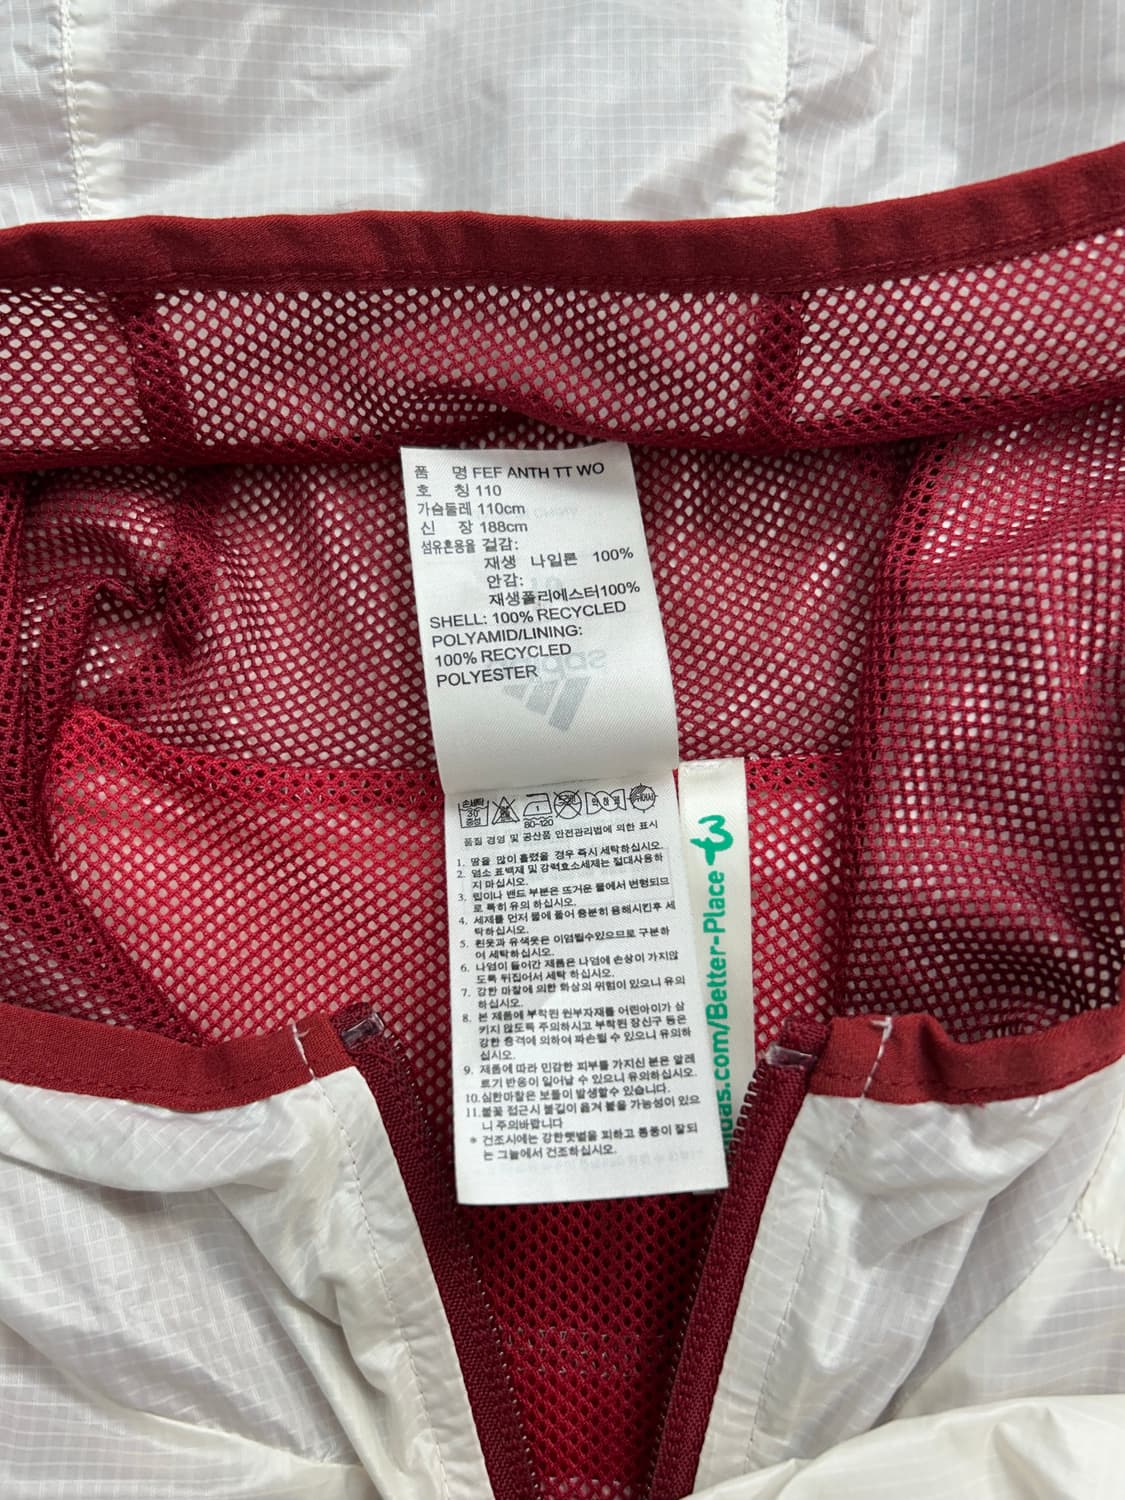 품 명 FEF ANTH TT WO
호 칭 110
가슴둘레 110cm
신 장 188cm
섬유혼용율 겉감:
재생 나일론 100%
안감:
재생폴리에스터100%
SHELL: 100% RECYCLED
POLYAMID/LINING:
100% RECYCLED
POLYESTER
손세탁
30
중성
80~120
품질 경영 및 공산품 안전관리법에 의한 표시
1. 땀을 많이 흘렸을 경우 즉시 세탁하십시오.
2. 염소 표백제 및 강력효소세제는 절대사용하
지 마십시오.
3. 립이나 밴드 부분은 뜨거운 물에서 변형되므
로 특히 유의 하십시오.
4. 세제를 먼저 물에 풀어 충분히 용해시킨후 세
탁하십시오.
5. 흰옷과 유색옷은 이염될수있으므로 구분하
여 세탁하십시오.
6. 나염이 들어간 제품은 나염에 손상이 가지않
도록 뒤집어서 세탁 하십시오.
7. 강한 마찰에 의한 화상의 위험이 있으니 유의
하십시오.
8. 본 제품에 부착된 원부자재를 어린아이가 삼
키지 않도록 주의하시고 부착된 장신구 등은
강한 충격에 의하여 파손될 수 있으니 유의하
십시오.
9. 제품에 따라 민감한 피부를 가지신 분은 알레
르기 반응이 일어날 수 있으니 유의하십시오.
10.심한마찰은 보풀이 발생할수 있습니다.
11.불꽃 접근시 불길이 옮겨 붙을 가능성이 있으
니 주의바랍니다
* 건조시에는 강한햇볕을 피하고 통풍이 잘되
는 그늘에서 건조하십시오.
adidas.com/Better-Place
adidas